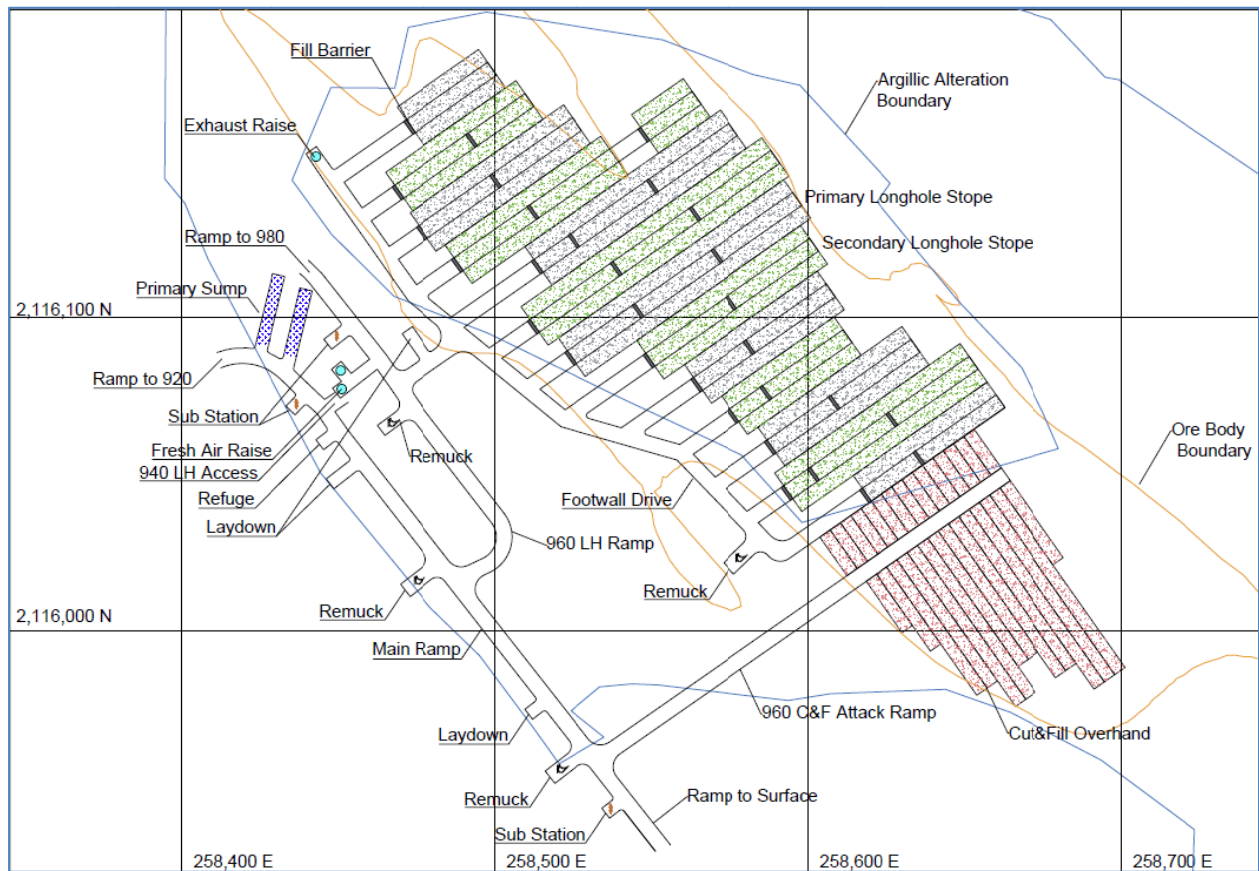 Fill Barrier
Argillic Alteration
Boundary
Exhaust Raise
Primary Longhole Stope
Ramp to 980
Secondary Longhole Stope
Primary Sump
2,116,100 N
Ramp to 920
Sub Station
Fresh Air Raise
Remuck
Ore Body
Boundary
940 LH Access
Refuge
Footwall Drive
Laydown
960 LH Ramp
Remuck
Remuck
2,116,000 N
Main Ramp
960 C&F Attack Ramp
Laydown
Cut&Fill Overhand
Remuck
Ramp to Surface
Sub Station
258,400 E
258,500 E
258,600 E
258,700 E